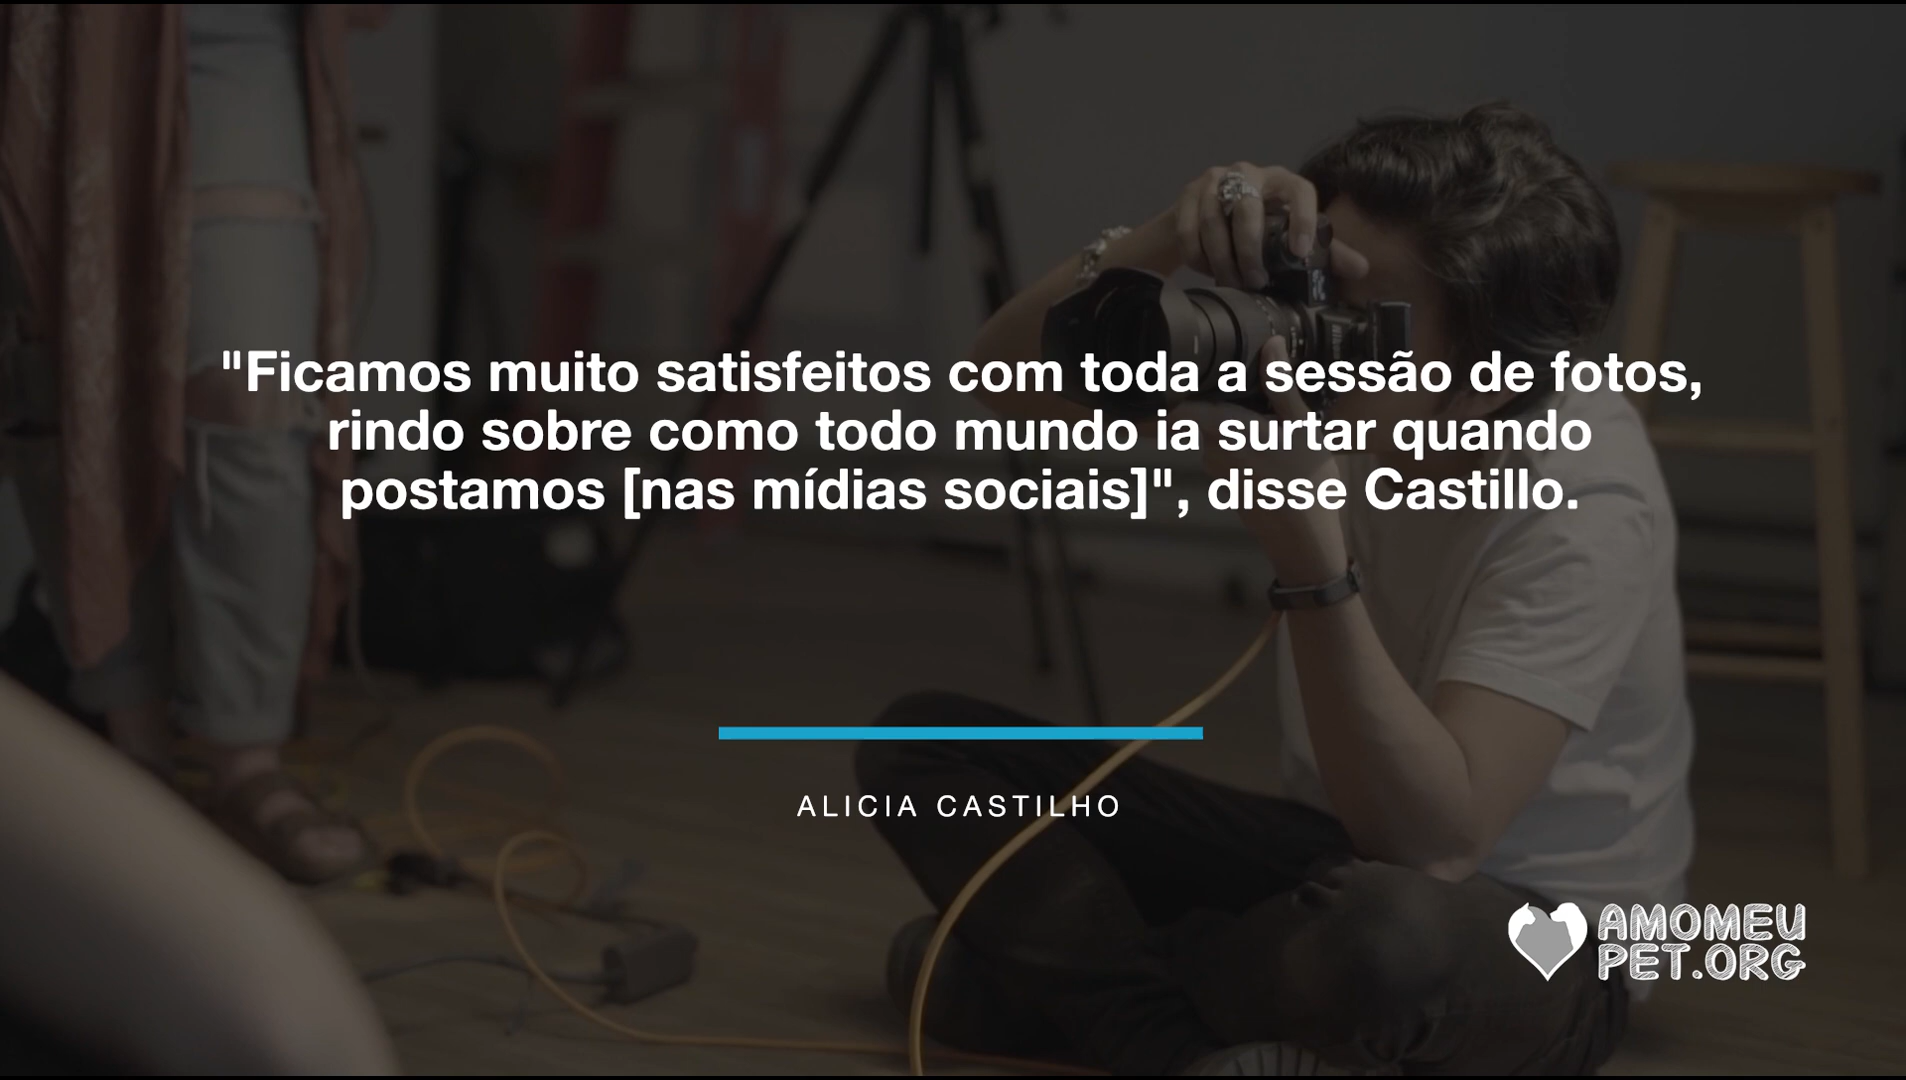 "Ficamos muito satisfeitos com toda a sessão de fotos,
rindo sobre como todo mundo ia surtar quando
postamos [nas mídias sociais]", disse Castillo.
ALICIA CASTILHO
AMOMEU
PET.ORG